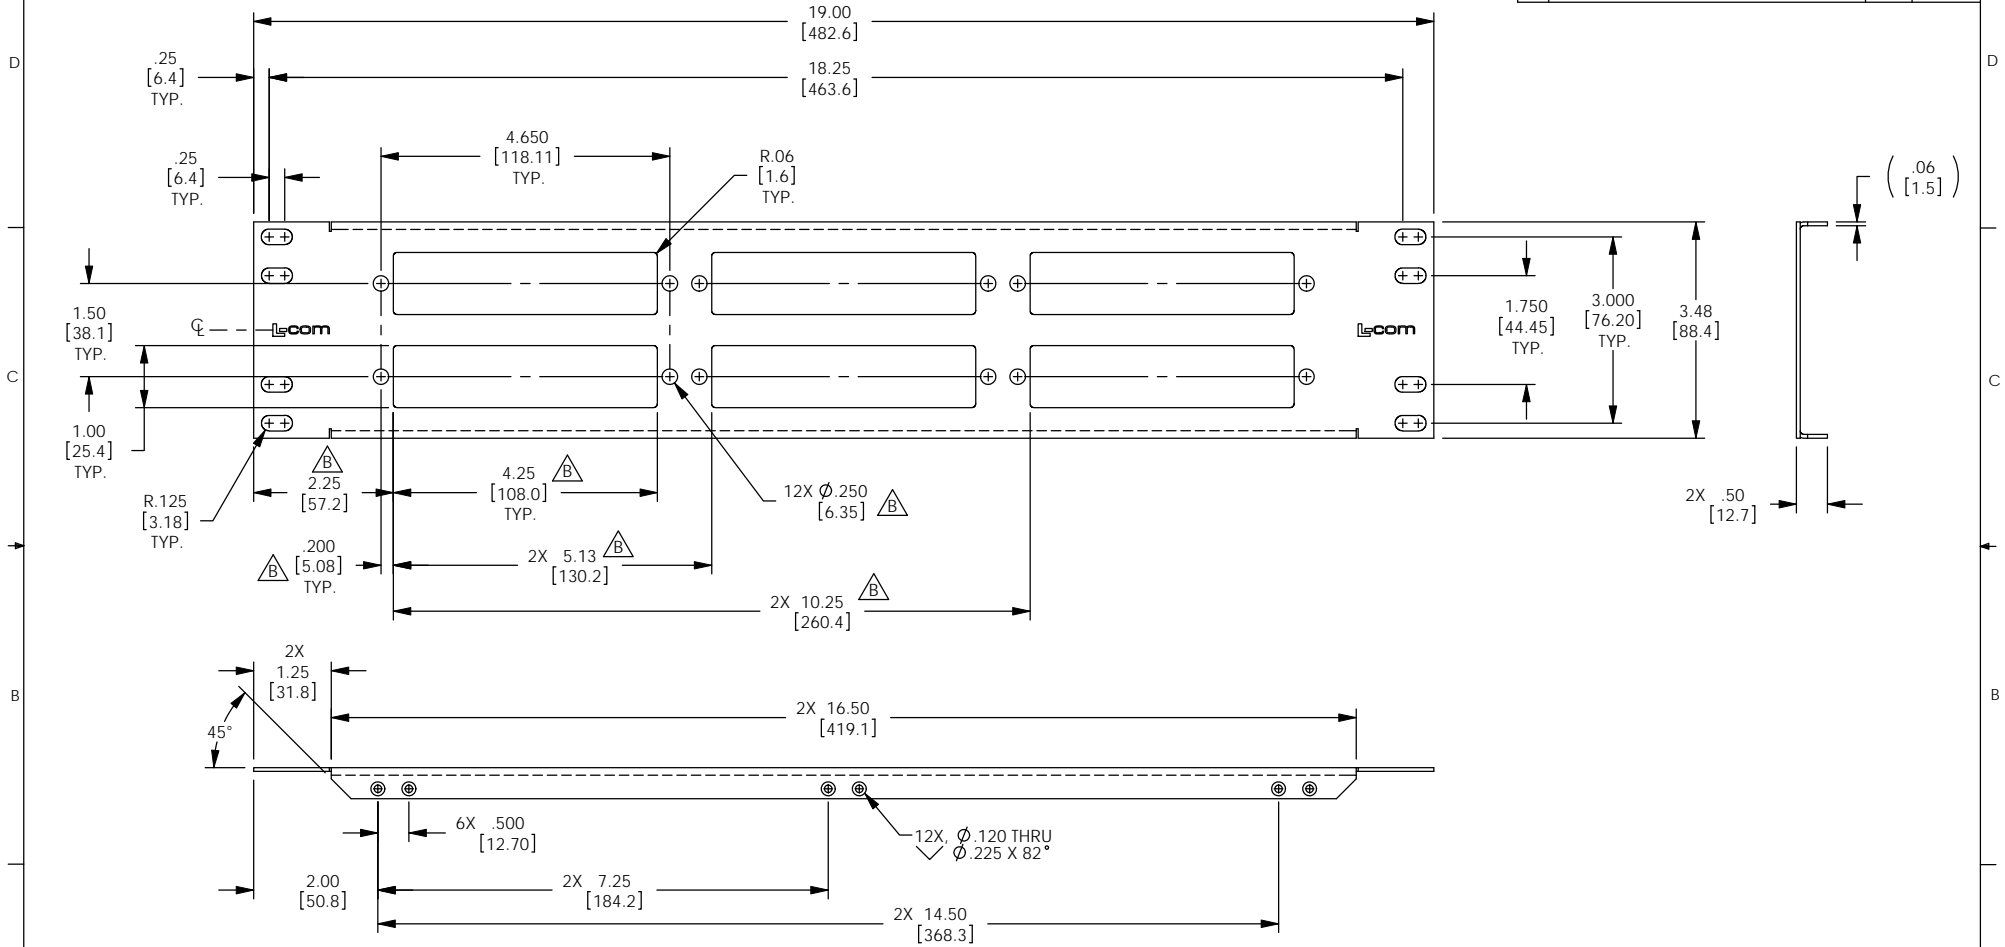 19.00
[482.6]
D
D
.25
[6.4]
TYP.
18.25
[463.6]
4.650
[118.11]
TYP.
R.06
[1.6]
TYP.
.25
[6.4]
TYP.
( .06
[1.5] )
1.50
[38.1]
TYP.
CL
L-com
L-com
1.750
[44.45]
TYP.
3.000
[76.20]
TYP.
3.48
[88.4]
C
C
1.00
[25.4]
TYP.
R.125
[3.18]
TYP.
B
2.25
[57.2]
4.25
[108.0]
TYP.
B
12X Ø.250
[6.35]
B
2X .50
[12.7]
B
.200
[5.08]
TYP.
2X 5.13
[130.2]
B
2X 10.25
[260.4]
B
2X
1.25
[31.8]
B
B
45°
2X 16.50
[419.1]
6X .500
[12.70]
12X, Ø.120 THRU
Ø.225 X 82°
2.00
[50.8]
2X 7.25
[184.2]
2X 14.50
[368.3]